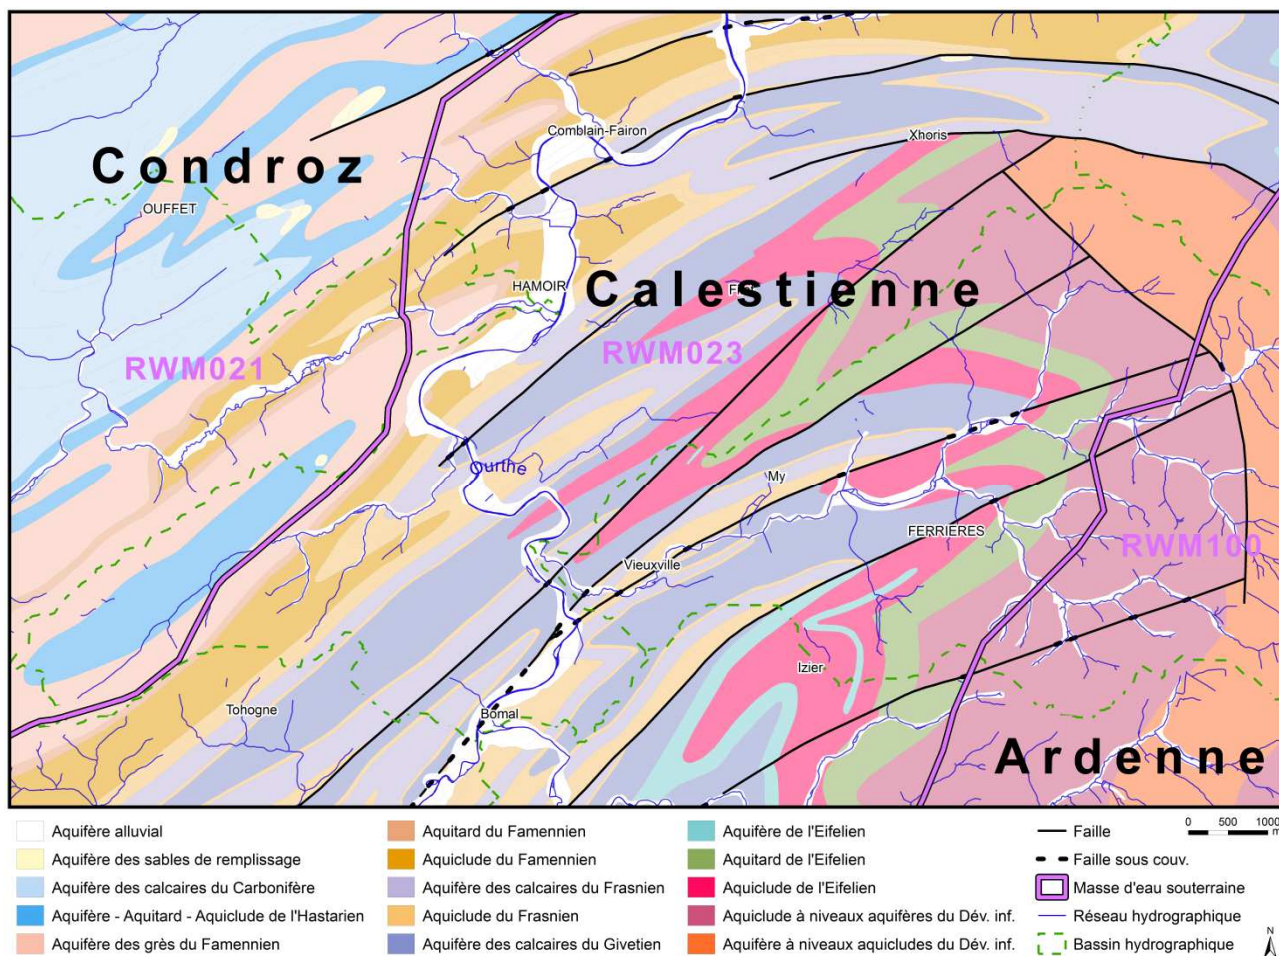 Comblain-Fairon
Xhoris
Condroz
OUFFET
HAMOIR
Calestienne
RWM021
RWM023
Ourthe
My
FERRIERES
RWM100
Vieuxville
Izier
Tohogne
Bomal
Ardenne
Aquifère alluvial
Aquifère des sables de remplissage
Aquifère des calcaires du Carbonifère
Aquifère - Aquitard - Aquiclude de l'Hastarien
Aquifère des grès du Famennien
Aquitard du Famennien
Aquiclude du Famennien
Aquifère des calcaires du Frasnien
Aquiclude du Frasnien
Aquifère des calcaires du Givetien
Aquifère de l'Eifelien
Aquitard de l'Eifelien
Aquiclude de l'Eifelien
Aquiclude à niveaux aquifères du Dév. inf.
Aquifère à niveaux aquicludes du Dév. inf.
Faille
Faille sous couv.
Masse d'eau souterraine
Réseau hydrographique
Bassin hydrographique
0 500 1000
m
N